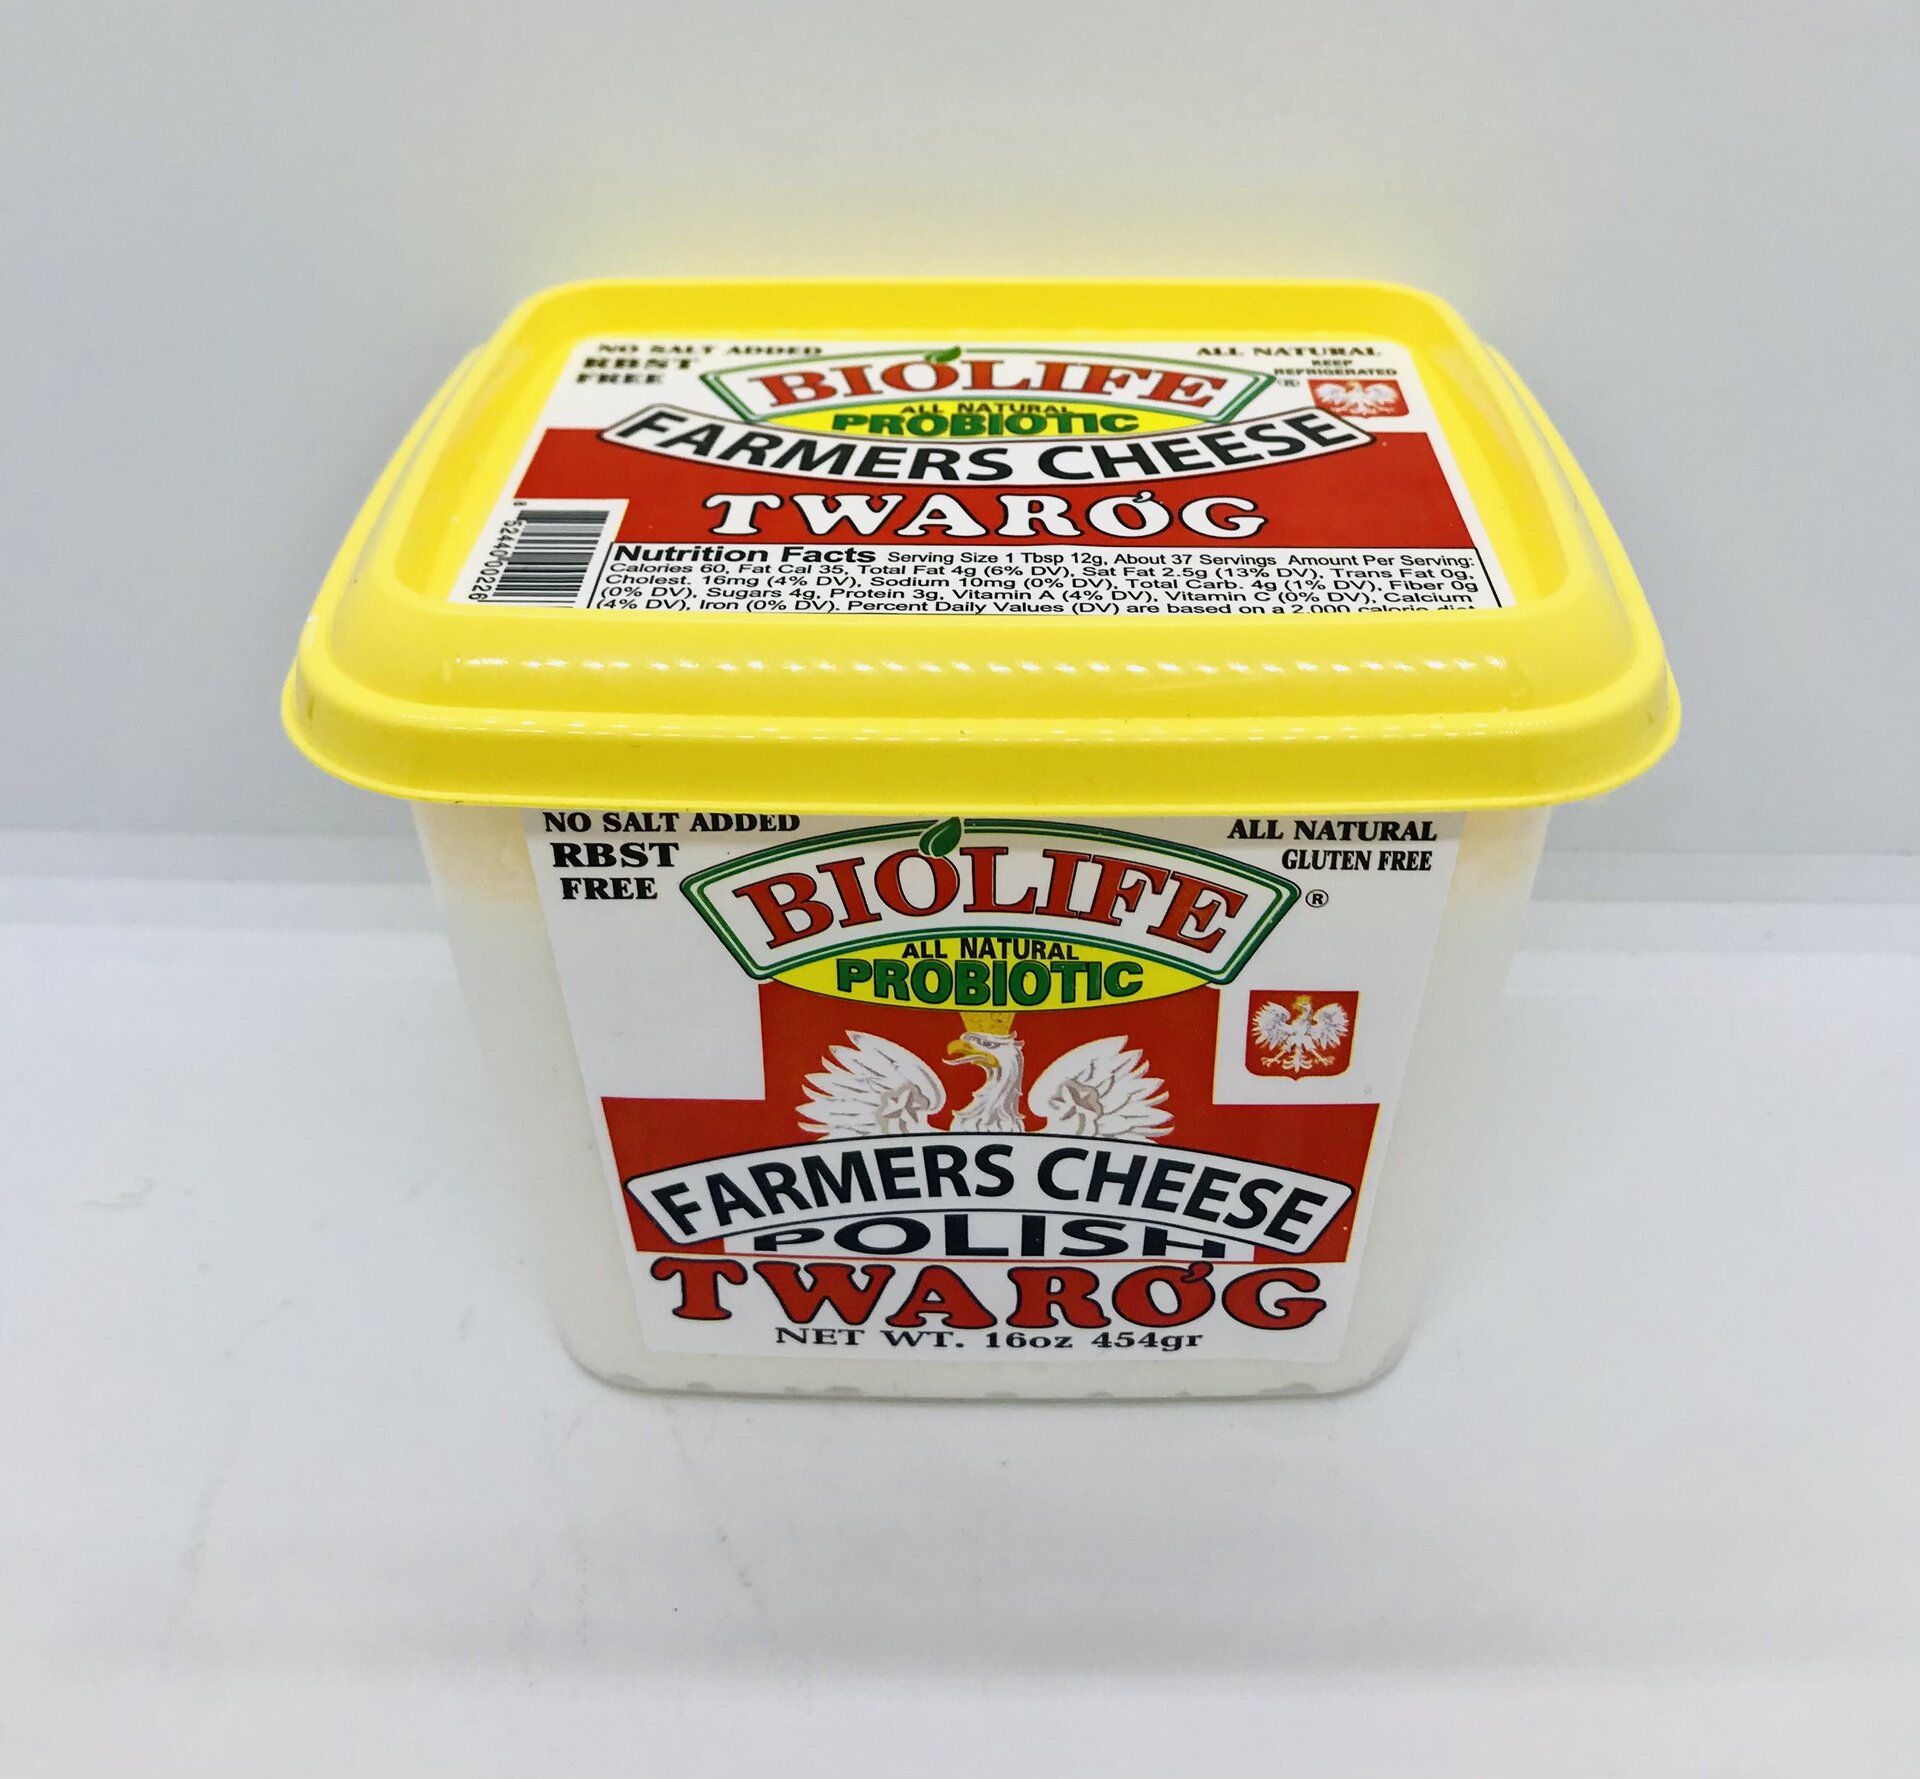 NO SALT ADDED
RBST
FREE
ALL NATURAL
KEEP
REFRIGERATED
BIOLIFE ®
ALL NATURAL
PROBIOTIC
FARMERS CHEESE
TWARÓG
52440 00226
Nutrition Facts Serving Size 1 Tbsp 12g, About 37 Servings Amount Per Serving:
Calories 60, Fat Cal 35, Total Fat 4g (6% DV), Sat Fat 2.5g (13% DV), Trans Fat 0g,
Cholest. 16mg (4% DV), Sodium 10mg (0% DV), Total Carb. 4g (1% DV), Fiber 0g
(0% DV), Sugars 4g, Protein 3g, Vitamin A (4% DV), Vitamin C (0% DV), Calcium
(4% DV), Iron (0% DV). Percent Daily Values (DV) are based on a 2,000 calorie diet
NO SALT ADDED
RBST
FREE
ALL NATURAL
GLUTEN FREE
BIOLIFE ®
ALL NATURAL
PROBIOTIC
FARMERS CHEESE
POLISH
TWARÓG
NET WT. 16oz 454gr